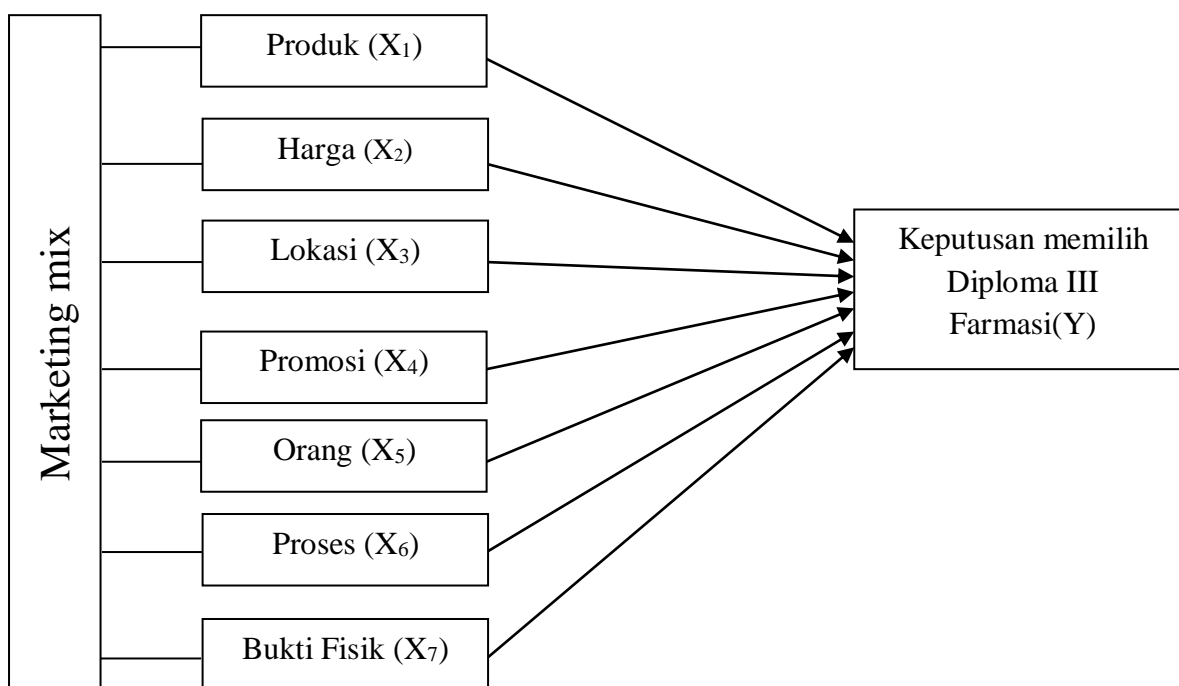 Marketing mix
Produk (X₁)
Harga (X₂)
Lokasi (X₃)
Promosi (X₄)
Orang (X₅)
Proses (X₆)
Bukti Fisik (X₇)
Keputusan memilih
Diploma III
Farmasi(Y)